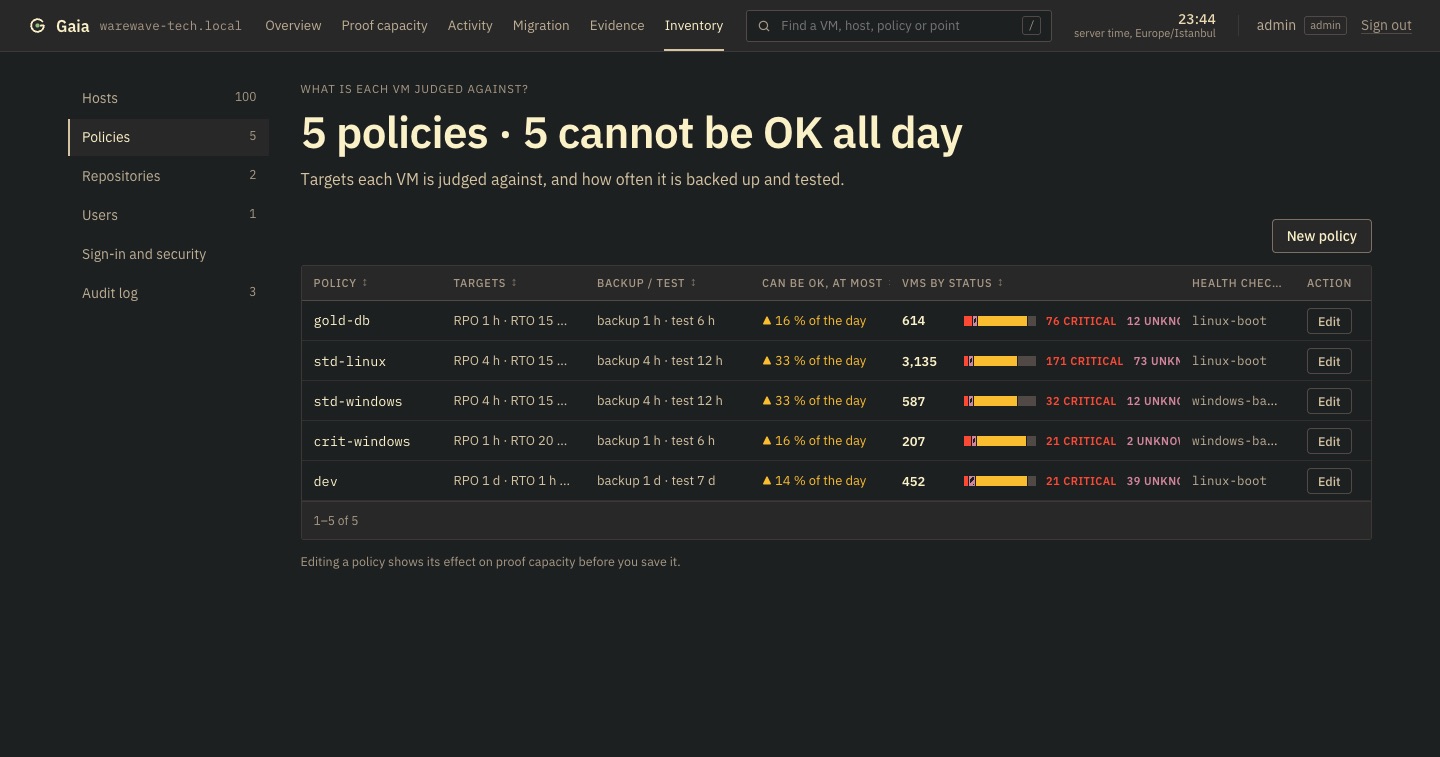 Gaia warewave-tech.local Overview Proof capacity Activity Migration Evidence Inventory Find a VM, host, policy or point / 23:44 admin admin Sign out
server time, Europe/Istanbul
Hosts 100
Policies 5
Repositories 2
Users 1
Sign-in and security
Audit log 3
WHAT IS EACH VM JUDGED AGAINST?
5 policies · 5 cannot be OK all day
Targets each VM is judged against, and how often it is backed up and tested.
New policy
POLICY ↕ TARGETS ↕ BACKUP / TEST ↕ CAN BE OK, AT MOST VMS BY STATUS ↕ HEALTH CHEC… ACTION
gold-db RPO 1 h · RTO 15 … backup 1 h · test 6 h 16 % of the day 614 76 CRITICAL 12 UNKN linux-boot Edit
std-linux RPO 4 h · RTO 15 … backup 4 h · test 12 h 33 % of the day 3,135 171 CRITICAL 73 UNKN linux-boot Edit
std-windows RPO 4 h · RTO 15 … backup 4 h · test 12 h 33 % of the day 587 32 CRITICAL 12 UNKN windows-ba… Edit
crit-windows RPO 1 h · RTO 20 … backup 1 h · test 6 h 16 % of the day 207 21 CRITICAL 2 UNKNO windows-ba… Edit
dev RPO 1 d · RTO 1 h … backup 1 d · test 7 d 14 % of the day 452 21 CRITICAL 39 UNKN linux-boot Edit
1–5 of 5
Editing a policy shows its effect on proof capacity before you save it.